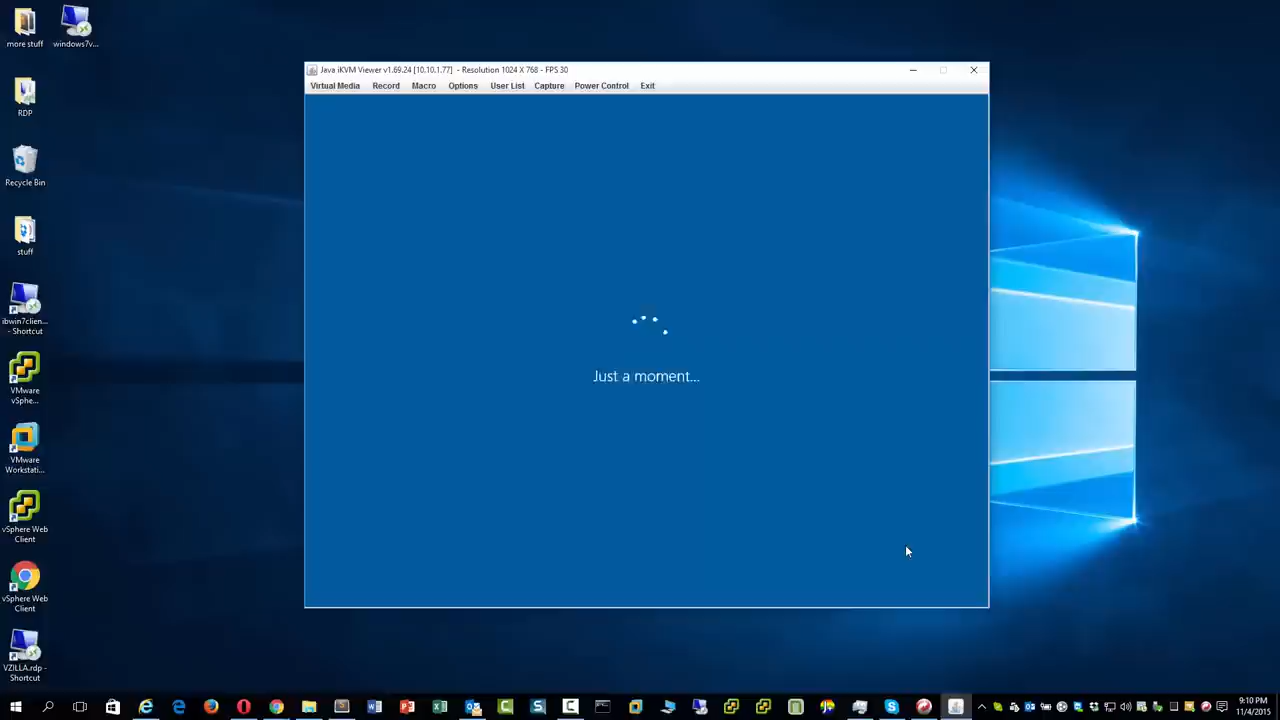 more stuff
windows7v...
RDP
Recycle Bin
stuff
ibwin7clien...
- Shortcut
VMware
vSphe...
VMware
Workstati...
vSphere Web
Client
vSphere Web
Client
VZILLA.rdp -
Shortcut
Java iKVM Viewer v1.69.24 [10.10.1.77] - Resolution 1024 X 768 - FPS 30
Virtual Media Record Macro Options User List Capture Power Control Exit
Just a moment...
9:10 PM
11/4/2015